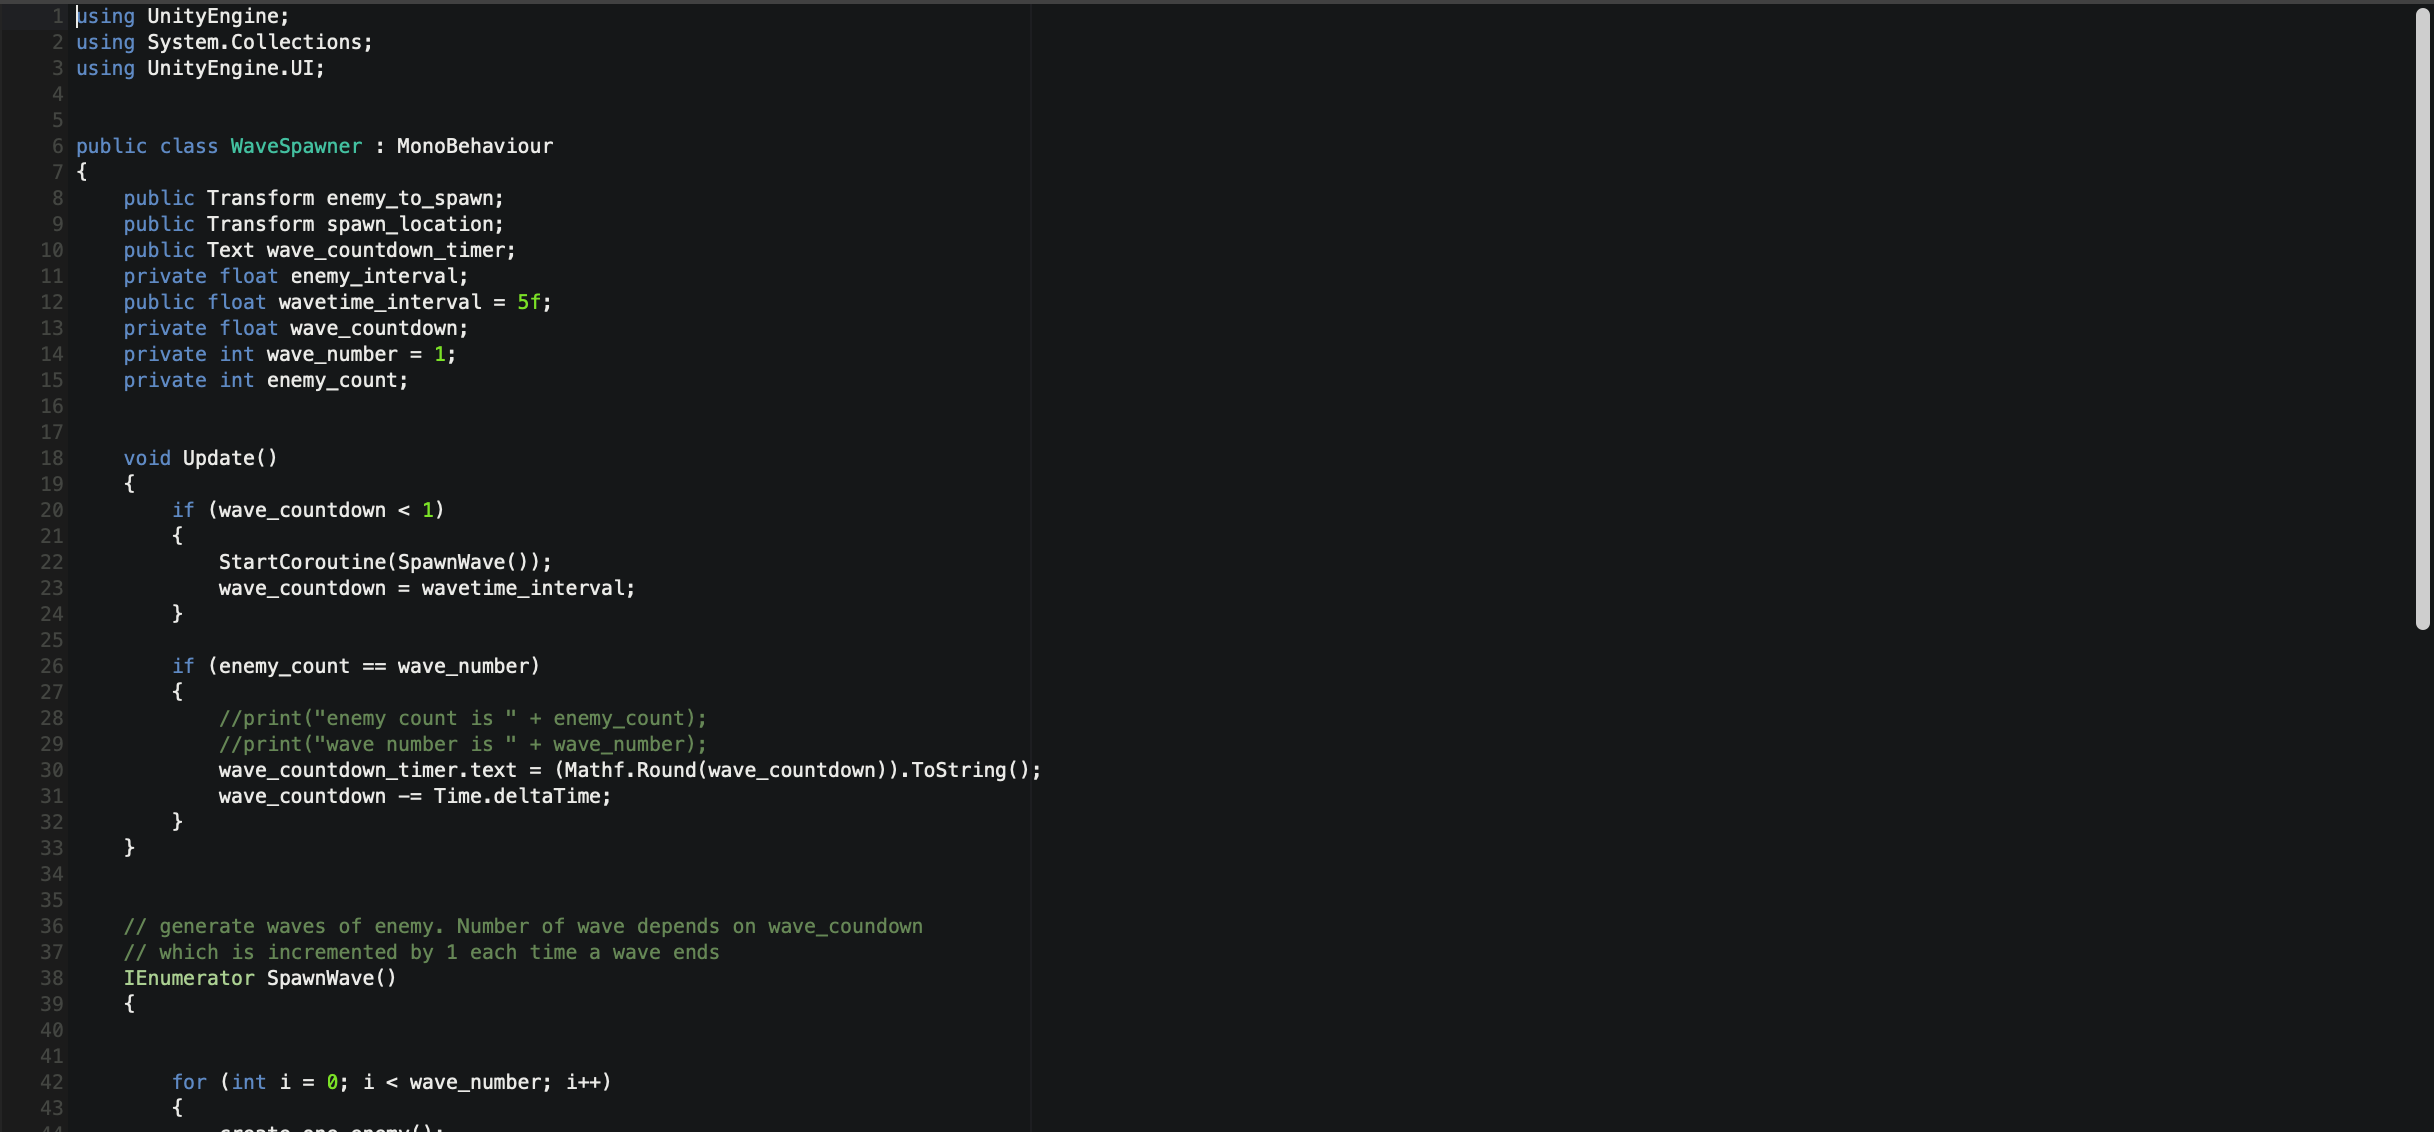 1 using UnityEngine;
2 using System.Collections;
3 using UnityEngine.UI;
4
5
6 public class WaveSpawner : MonoBehaviour
7 {
8     public Transform enemy_to_spawn;
9     public Transform spawn_location;
10     public Text wave_countdown_timer;
11     private float enemy_interval;
12     public float wavetime_interval = 5f;
13     private float wave_countdown;
14     private int wave_number = 1;
15     private int enemy_count;
16
17
18     void Update()
19     {
20         if (wave_countdown < 1)
21         {
22             StartCoroutine(SpawnWave());
23             wave_countdown = wavetime_interval;
24         }
25
26         if (enemy_count == wave_number)
27         {
28             //print("enemy count is " + enemy_count);
29             //print("wave number is " + wave_number);
30             wave_countdown_timer.text = (Mathf.Round(wave_countdown)).ToString();
31             wave_countdown -= Time.deltaTime;
32         }
33     }
34
35
36     // generate waves of enemy. Number of wave depends on wave_coundown
37     // which is incremented by 1 each time a wave ends
38     IEnumerator SpawnWave()
39     {
40
41
42         for (int i = 0; i < wave_number; i++)
43         {
44             create_one_enemy();